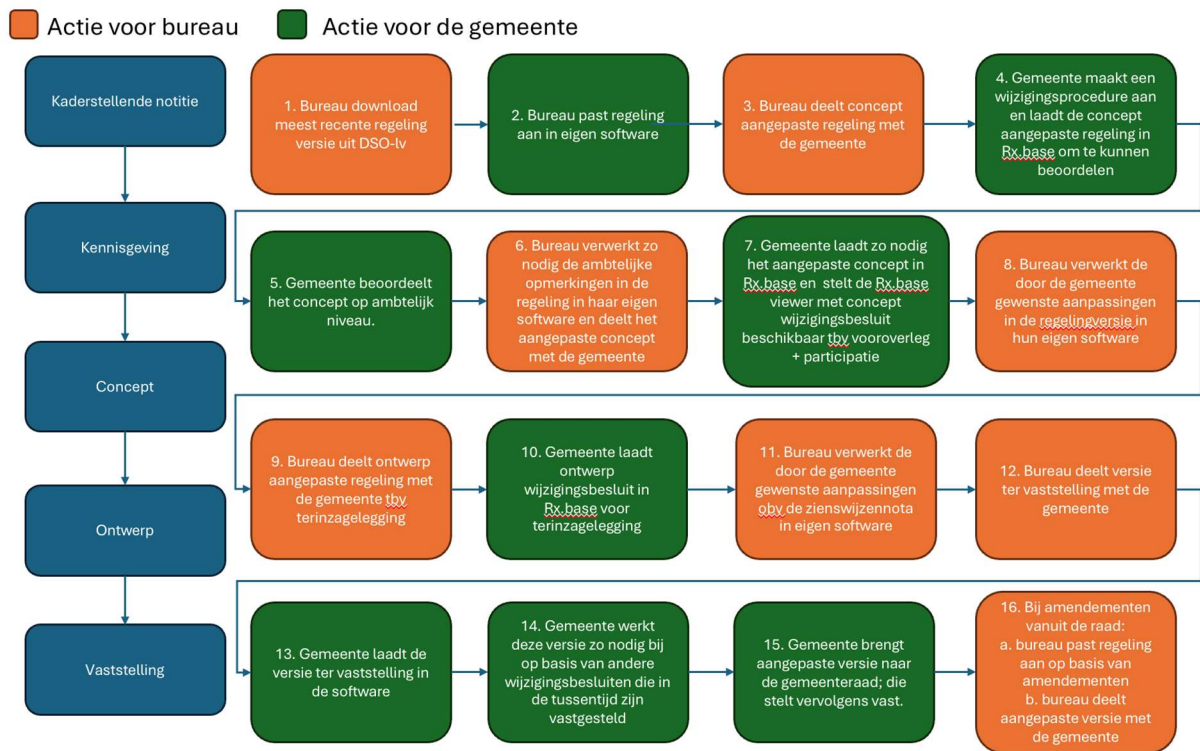 Actie voor bureau
Actie voor de gemeente
Kaderstellende notitie
1. Bureau download
meest recente regeling
versie uit DSO-lv
2. Bureau past regeling
aan in eigen software
3. Bureau deelt concept
aangepaste regeling met
de gemeente
4. Gemeente maakt een
wijzigingsprocedure aan
en laadt de concept
aangepaste regeling in
Rx.base om te kunnen
beoordelen
Kennisgeving
5. Gemeente beoordeelt
het concept op ambtelijk
niveau.
6. Bureau verwerkt zo
nodig de ambtelijke
opmerkingen in de
regeling in haar eigen
software en deelt het
aangepaste concept
met de gemeente
7. Gemeente laadt zo nodig
het aangepaste concept in
Rx.base en stelt de Rx.base
viewer met concept
wijzigingsbesluit
beschikbaar tbv vooroverleg
+ participatie
8. Bureau verwerkt de
door de gemeente
gewenste aanpassingen
in de regelingversie in
hun eigen software
Concept
9. Bureau deelt ontwerp
aangepaste regeling met
de gemeente tbv
terinzagelegging
10. Gemeente laadt
ontwerp
wijzigingsbesluit in
Rx.base voor
terinzagelegging
11. Bureau verwerkt de
door de gemeente
gewenste aanpassingen
obv de zienswijzennota
in eigen software
12. Bureau deelt versie
ter vaststelling met de
gemeente
Ontwerp
Vaststelling
13. Gemeente laadt de
versie ter vaststelling in
de software
14. Gemeente werkt
deze versie zo nodig bij
op basis van andere
wijzigingsbesluiten die in
de tussentijd zijn
vastgesteld
15. Gemeente brengt
aangepaste versie naar
de gemeenteraad; die
stelt vervolgens vast.
16. Bij amendementen
vanuit de raad:
a. bureau past regeling
aan op basis van
amendementen
b. bureau deelt
aangepaste versie met
de gemeente